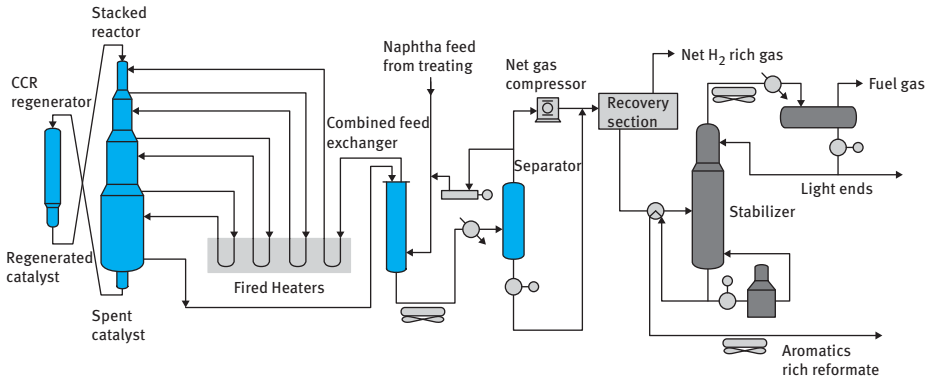 Stacked
reactor
CCR
regenerator
Naphtha feed
from treating
Combined feed
exchanger
Net gas
compressor
Net H2 rich gas
Fuel gas
Recovery
section
Separator
Light ends
Stabilizer
Regenerated
catalyst
Fired Heaters
Spent
catalyst
Aromatics
rich reformate